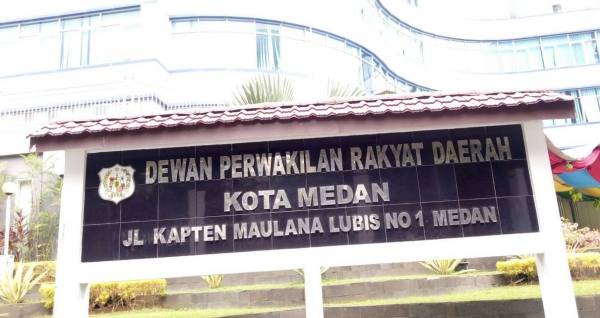 DEWAN PERWAKILAN RAKYAT DAERAH
KOTA MEDAN
JL KAPTEN MAULANA LUBIS NO 1 MEDAN